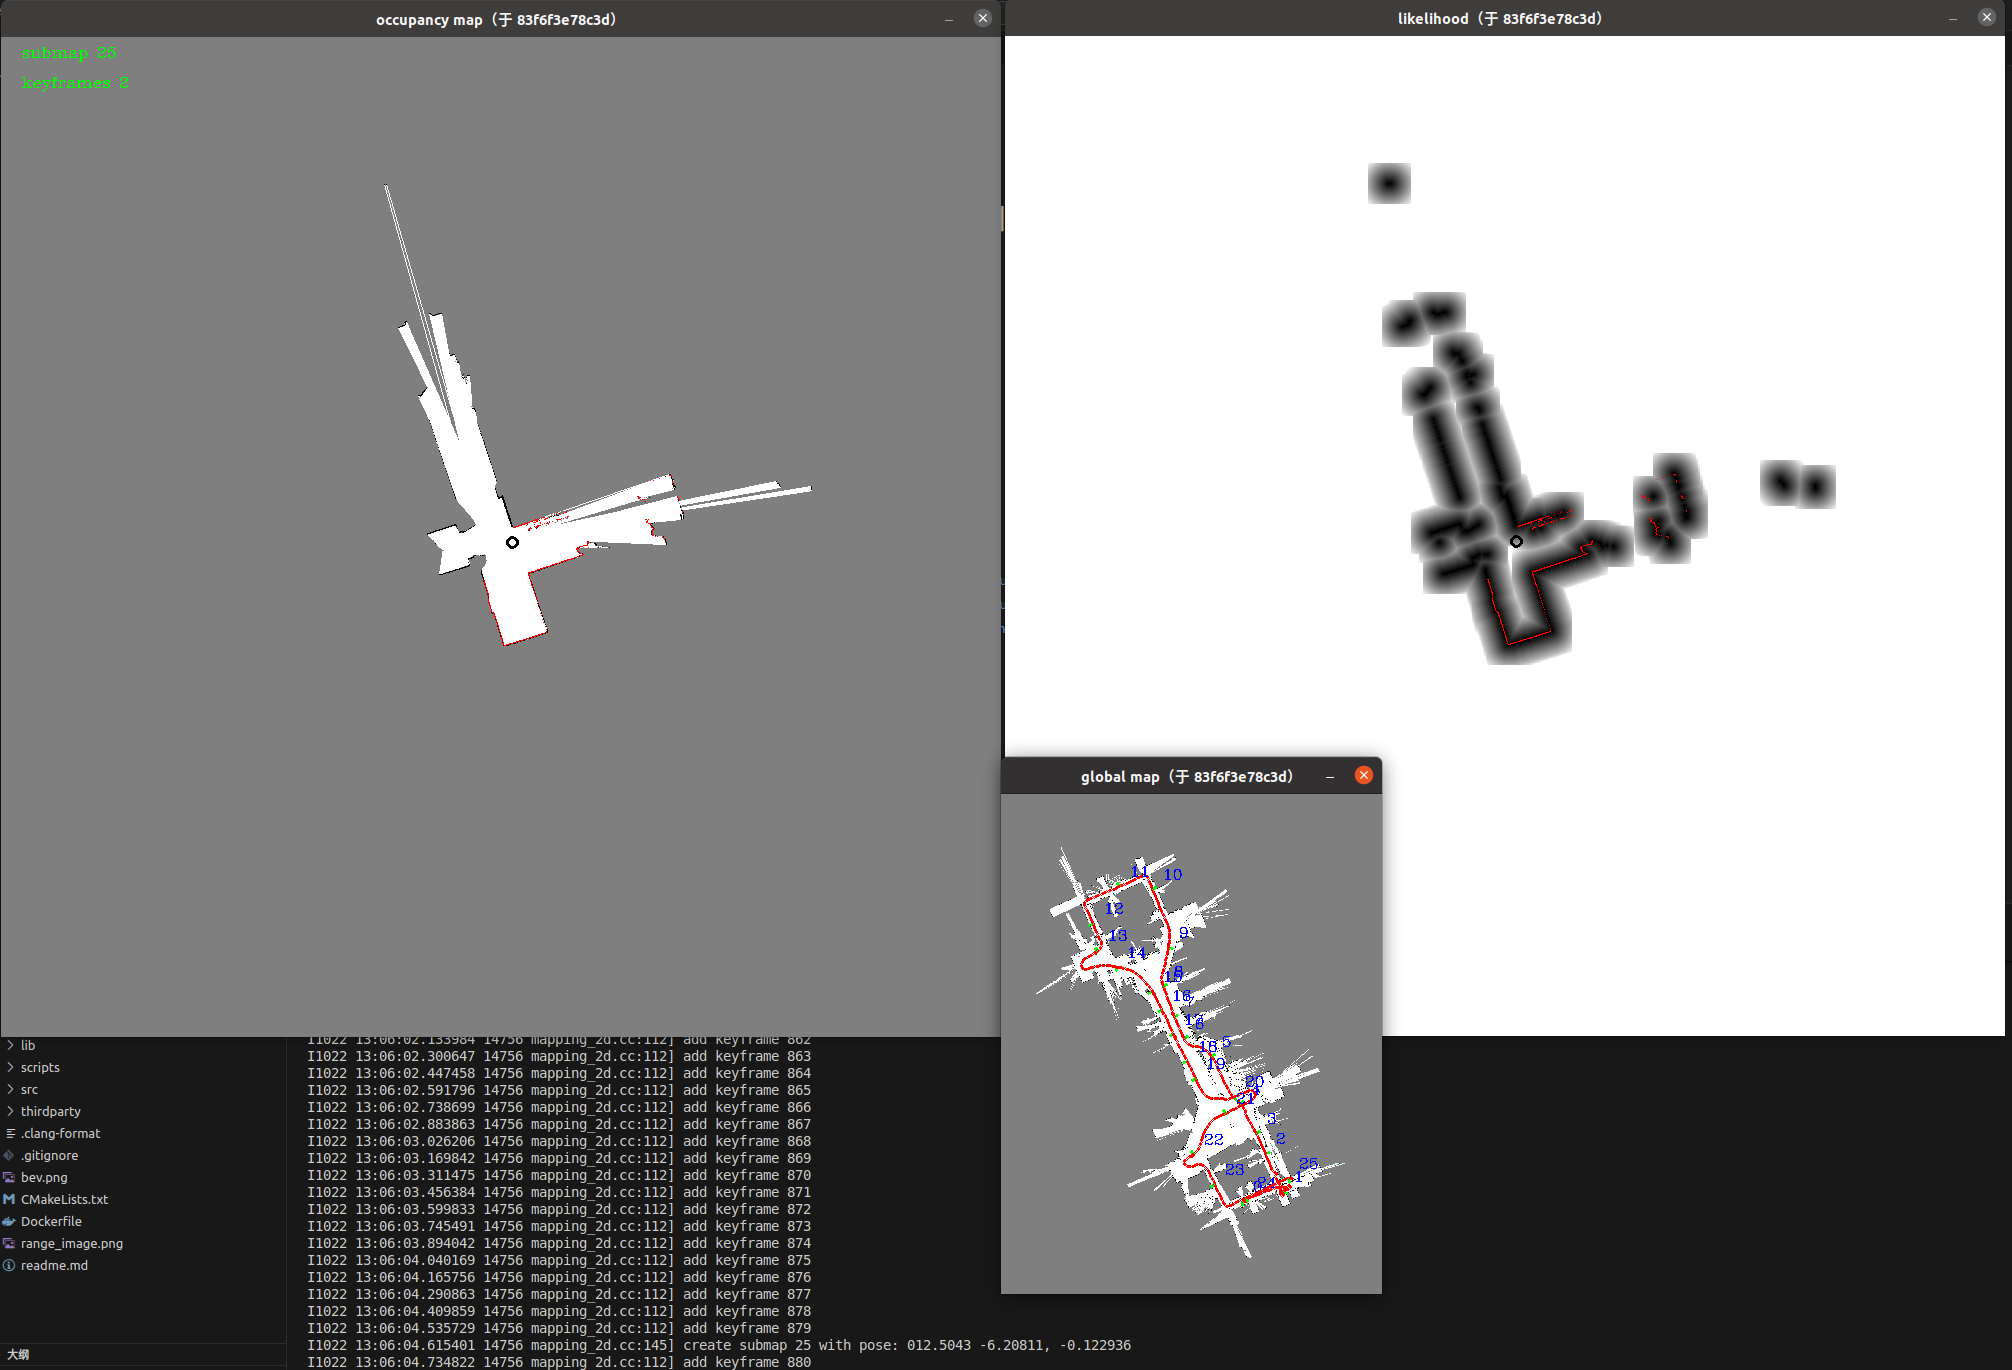 occupancy map（于 83f6f3e78c3d）
submap 25
keyframes 2
likelihood（于 83f6f3e78c3d）
global map（于 83f6f3e78c3d）
11
10
12
9
13
14
16
5
19
20
21
3
2
22
25
23
1
lib
scripts
src
thirdparty
.clang-format
.gitignore
bev.png
CMakeLists.txt
Dockerfile
range_image.png
readme.md
大纲
I1022 13:06:02.133984 14756 mapping_2d.cc:112] add keyframe 862
I1022 13:06:02.300647 14756 mapping_2d.cc:112] add keyframe 863
I1022 13:06:02.447458 14756 mapping_2d.cc:112] add keyframe 864
I1022 13:06:02.591796 14756 mapping_2d.cc:112] add keyframe 865
I1022 13:06:02.738699 14756 mapping_2d.cc:112] add keyframe 866
I1022 13:06:02.883863 14756 mapping_2d.cc:112] add keyframe 867
I1022 13:06:03.026206 14756 mapping_2d.cc:112] add keyframe 868
I1022 13:06:03.169842 14756 mapping_2d.cc:112] add keyframe 869
I1022 13:06:03.311475 14756 mapping_2d.cc:112] add keyframe 870
I1022 13:06:03.456384 14756 mapping_2d.cc:112] add keyframe 871
I1022 13:06:03.599833 14756 mapping_2d.cc:112] add keyframe 872
I1022 13:06:03.745491 14756 mapping_2d.cc:112] add keyframe 873
I1022 13:06:03.894042 14756 mapping_2d.cc:112] add keyframe 874
I1022 13:06:04.040169 14756 mapping_2d.cc:112] add keyframe 875
I1022 13:06:04.165756 14756 mapping_2d.cc:112] add keyframe 876
I1022 13:06:04.290863 14756 mapping_2d.cc:112] add keyframe 877
I1022 13:06:04.409859 14756 mapping_2d.cc:112] add keyframe 878
I1022 13:06:04.535729 14756 mapping_2d.cc:112] add keyframe 879
I1022 13:06:04.615401 14756 mapping_2d.cc:145] create submap 25 with pose: 012.5043 -6.20811, -0.122936
I1022 13:06:04.734822 14756 mapping_2d.cc:112] add keyframe 880